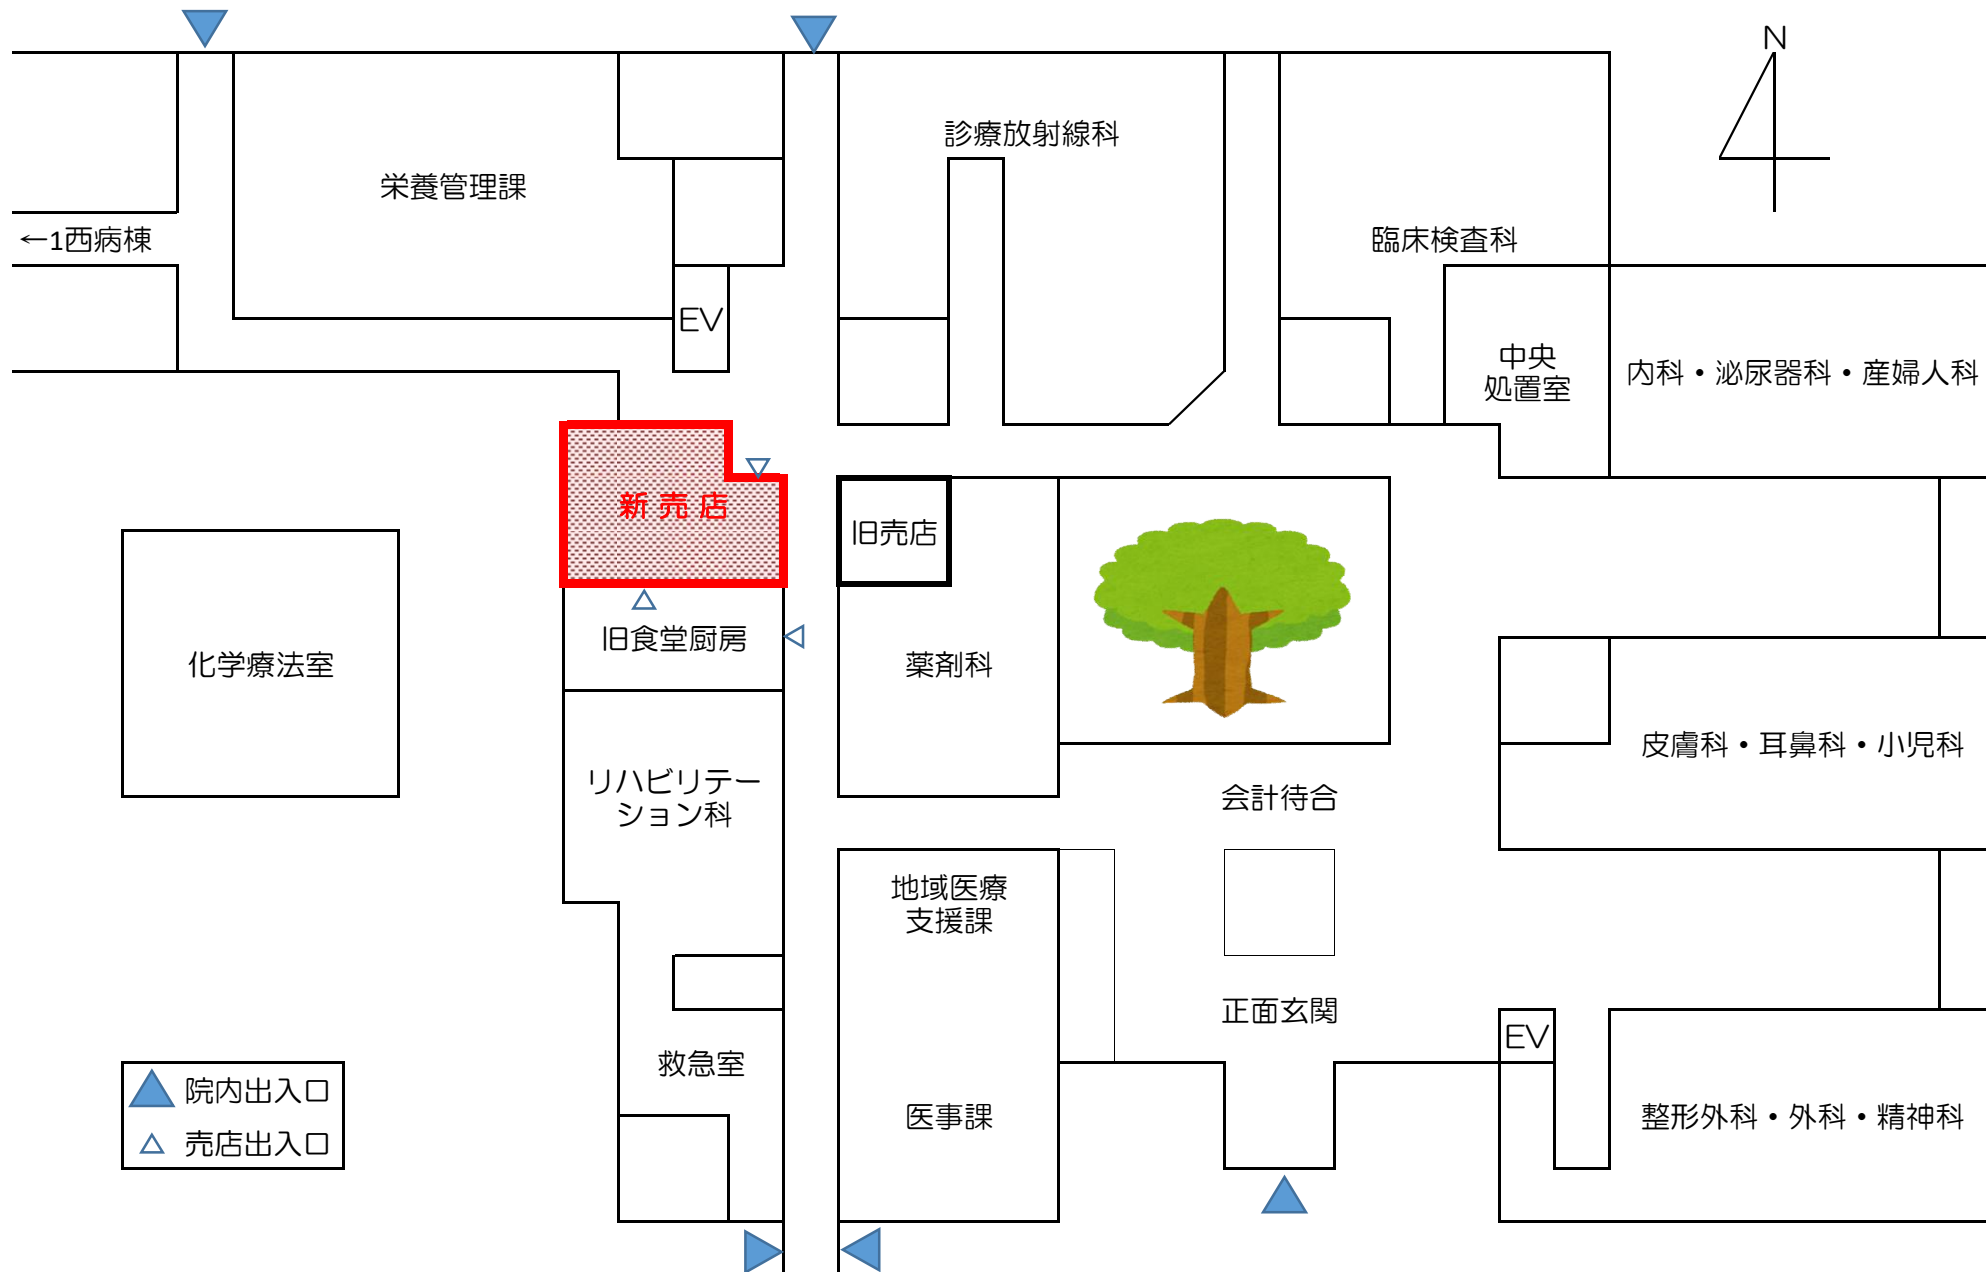 N
診療放射線科
栄養管理課
←1西病棟
臨床検査科
EV
中央
処置室
内科・泌尿器科・産婦人科
新売店
旧売店
旧食堂厨房
化学療法室
薬剤科
皮膚科・耳鼻科・小児科
リハビリテー
ション科
会計待合
地域医療
支援課
正面玄関
EV
救急室
院内出入口
売店出入口
医事課
整形外科・外科・精神科